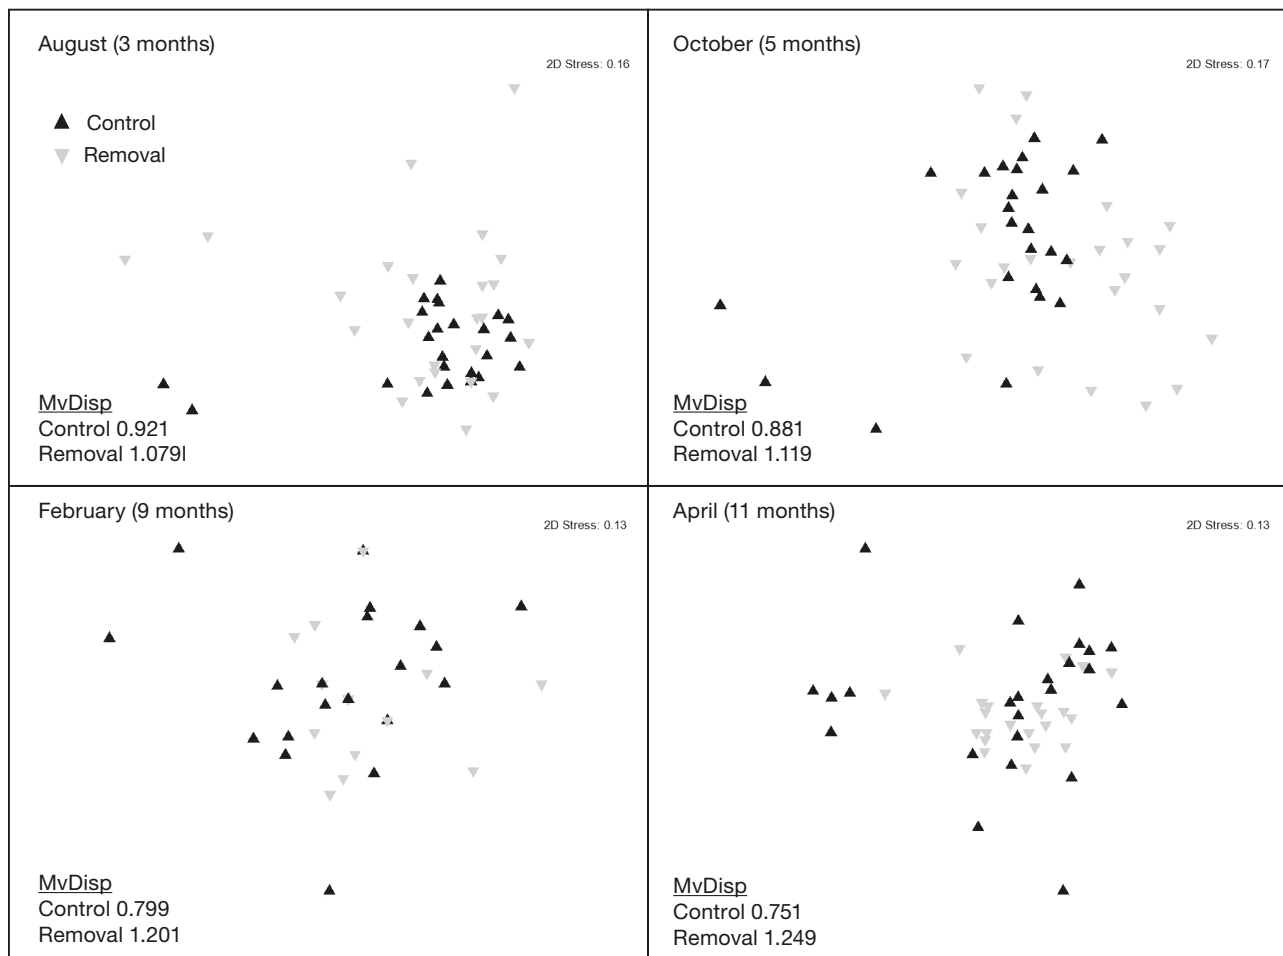 August (3 months)
2D Stress: 0.16
Control
Removal
MvDisp
Control 0.921
Removal 1.079l
October (5 months)
2D Stress: 0.17
MvDisp
Control 0.881
Removal 1.119
February (9 months)
2D Stress: 0.13
MvDisp
Control 0.799
Removal 1.201
April (11 months)
2D Stress: 0.13
MvDisp
Control 0.751
Removal 1.249